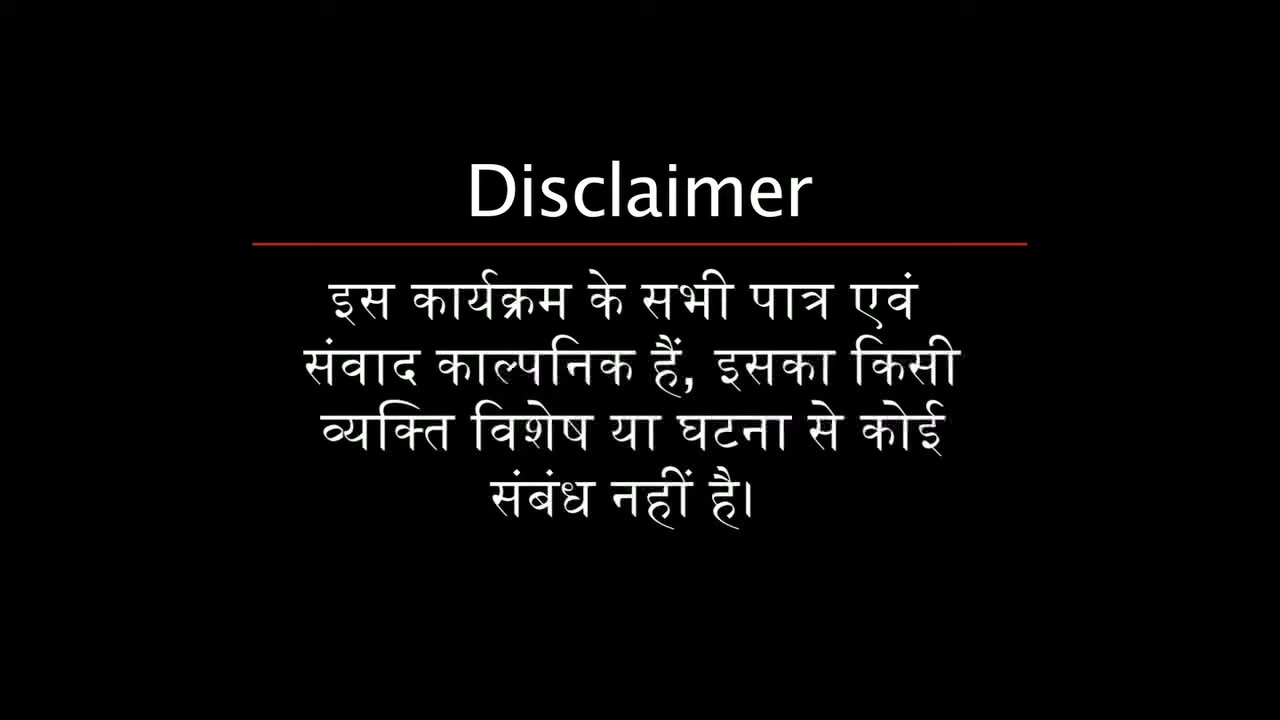 Disclaimer
इस कार्यक्रम के सभी पात्र एवं
संवाद काल्पनिक हैं, इसका किसी
व्यक्ति विशेष या घटना से कोई
संबंध नहीं है।